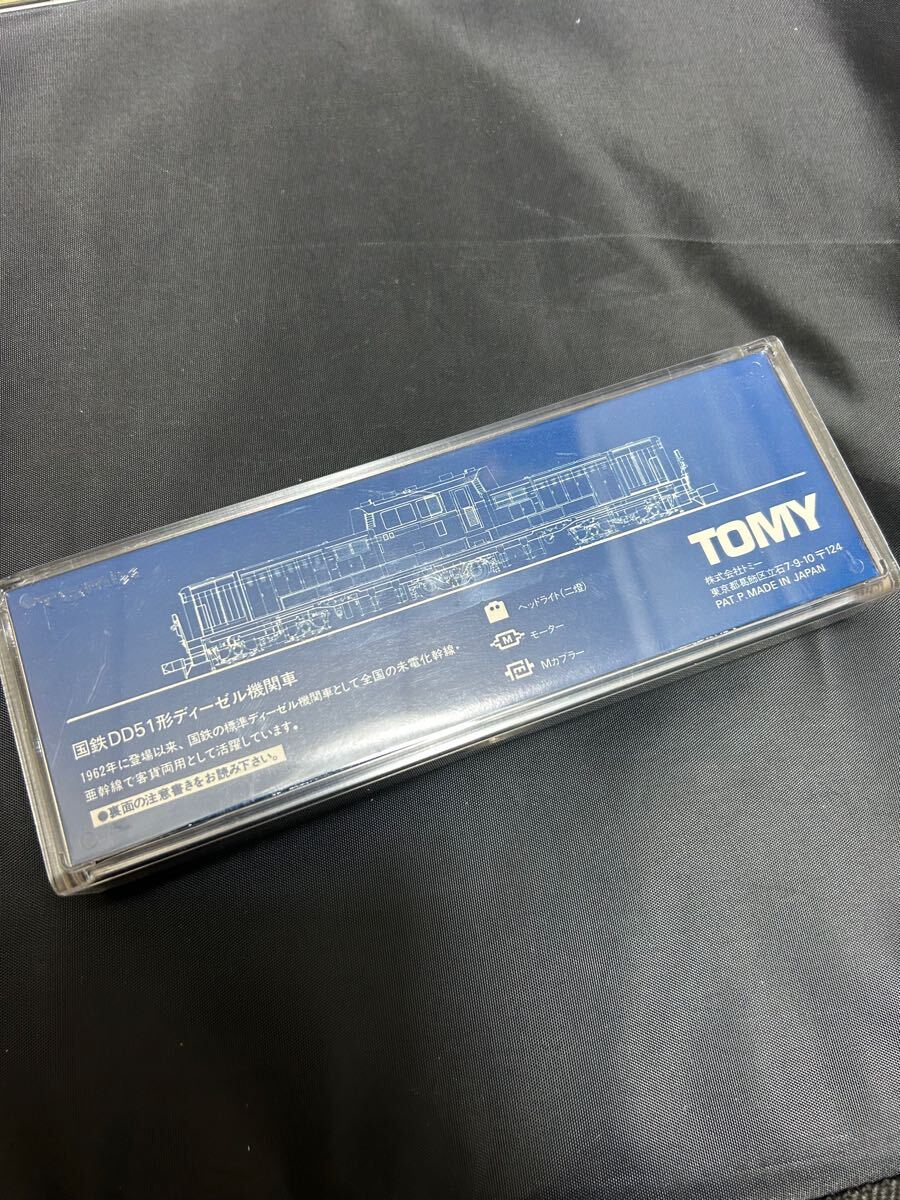 TOMY
株式会社トミー
東京都葛飾区立石7-9-10 〒124
PAT. P. MADE IN JAPAN
ヘッドライト(二燈)
M モーター
E Mカプラー
国鉄DD51形ディーゼル機関車
1962年に登場以来、国鉄の標準ディーゼル機関車として全国の未電化幹線・
亜幹線で客貨両用として活躍しています。
●裏面の注意書きをお読み下さい。